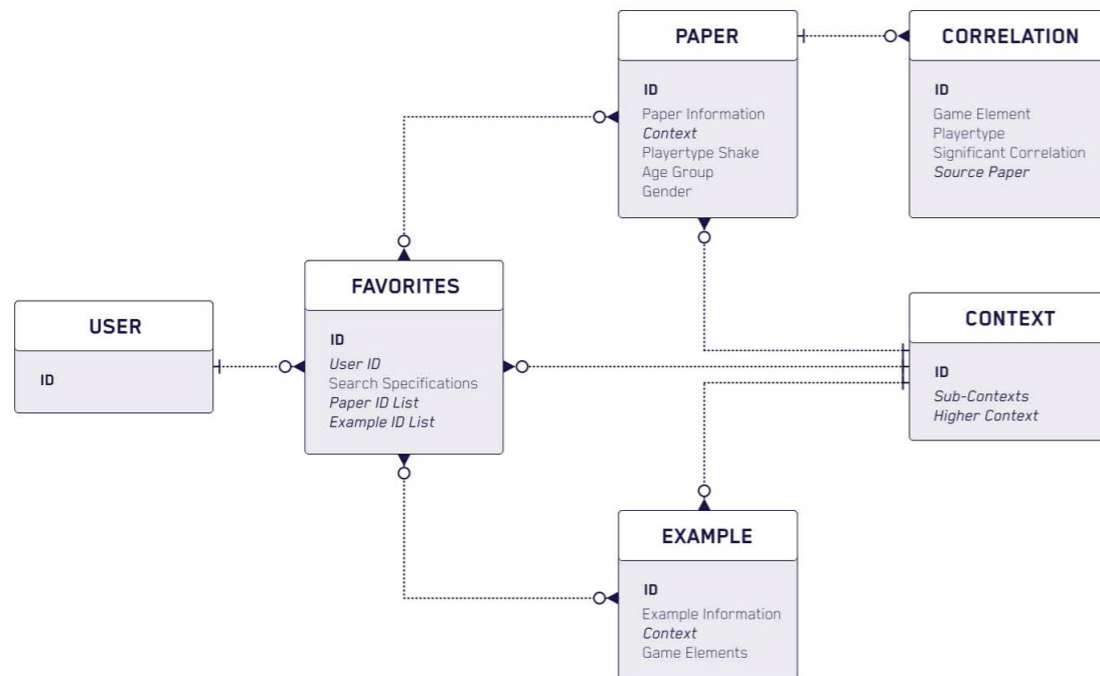 PAPER
ID
Paper Information
Context
Playertype Shake
Age Group
Gender
CORRELATION
ID
Game Element
Playertype
Significant Correlation
Source Paper
USER
ID
FAVORITES
ID
User ID
Search Specifications
Paper ID List
Example ID List
CONTEXT
ID
Sub-Contexts
Higher Context
EXAMPLE
ID
Example Information
Context
Game Elements